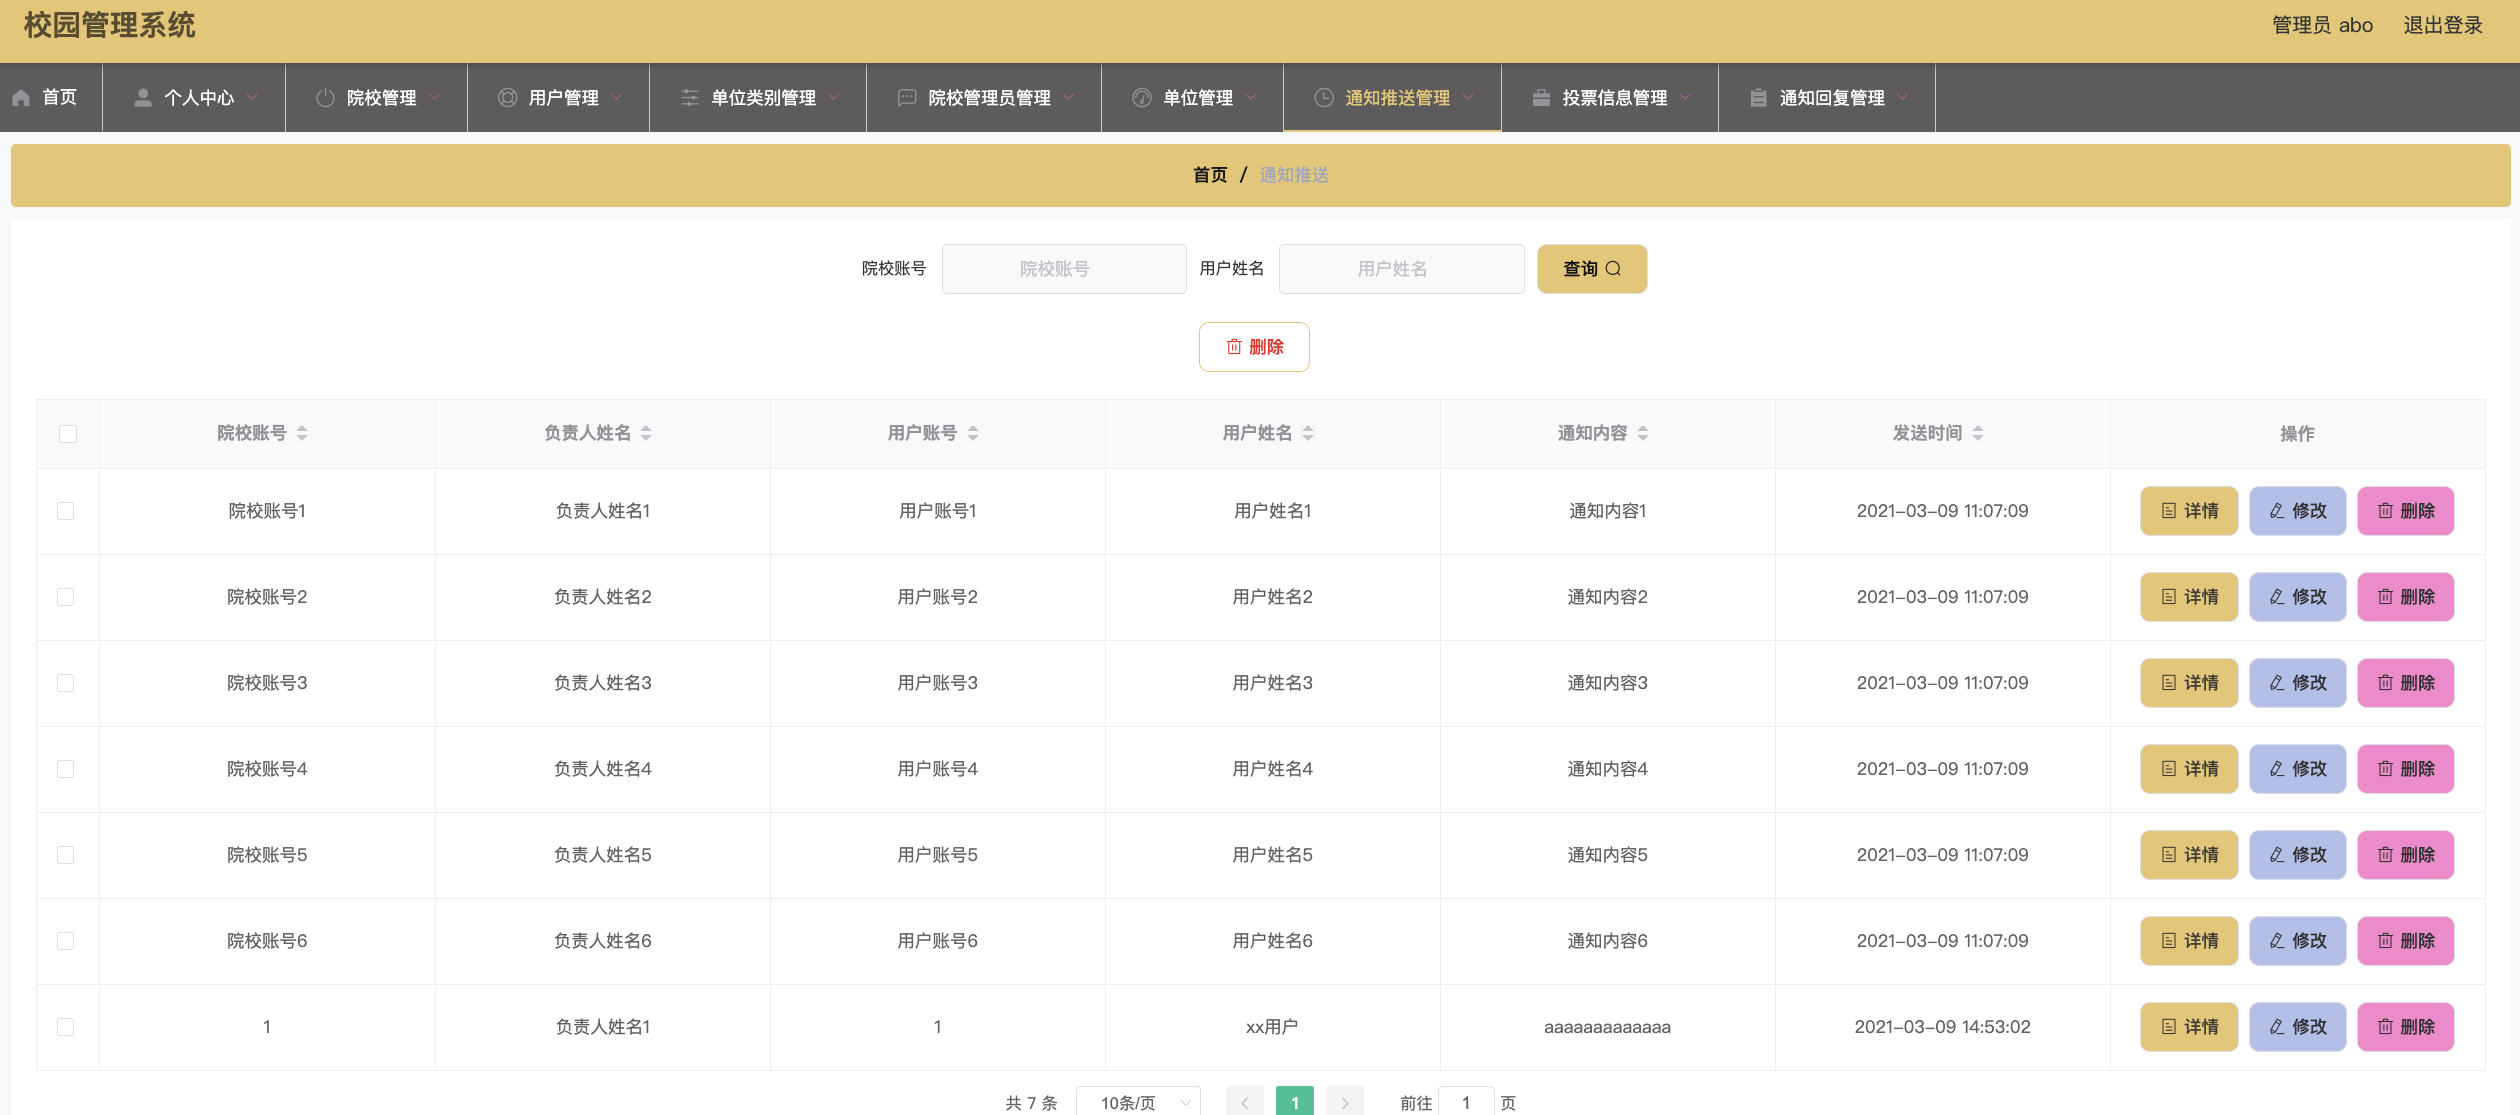 校园管理系统 管理员 abo 退出登录
首页 个人中心 院校管理 用户管理 单位类别管理 院校管理员管理 单位管理 通知推送管理 投票信息管理 通知回复管理
首页 / 通知推送
院校账号 院校账号 用户姓名 用户姓名 查询
删除
院校账号 负责人姓名 用户账号 用户姓名 通知内容 发送时间 操作
院校账号1 负责人姓名1 用户账号1 用户姓名1 通知内容1 2021-03-09 11:07:09 详情 修改 删除
院校账号2 负责人姓名2 用户账号2 用户姓名2 通知内容2 2021-03-09 11:07:09 详情 修改 删除
院校账号3 负责人姓名3 用户账号3 用户姓名3 通知内容3 2021-03-09 11:07:09 详情 修改 删除
院校账号4 负责人姓名4 用户账号4 用户姓名4 通知内容4 2021-03-09 11:07:09 详情 修改 删除
院校账号5 负责人姓名5 用户账号5 用户姓名5 通知内容5 2021-03-09 11:07:09 详情 修改 删除
院校账号6 负责人姓名6 用户账号6 用户姓名6 通知内容6 2021-03-09 11:07:09 详情 修改 删除
1 负责人姓名1 1 xx用户 aaaaaaaaaaaaa 2021-03-09 14:53:02 详情 修改 删除
共 7 条 10条/页 1 前往 1 页